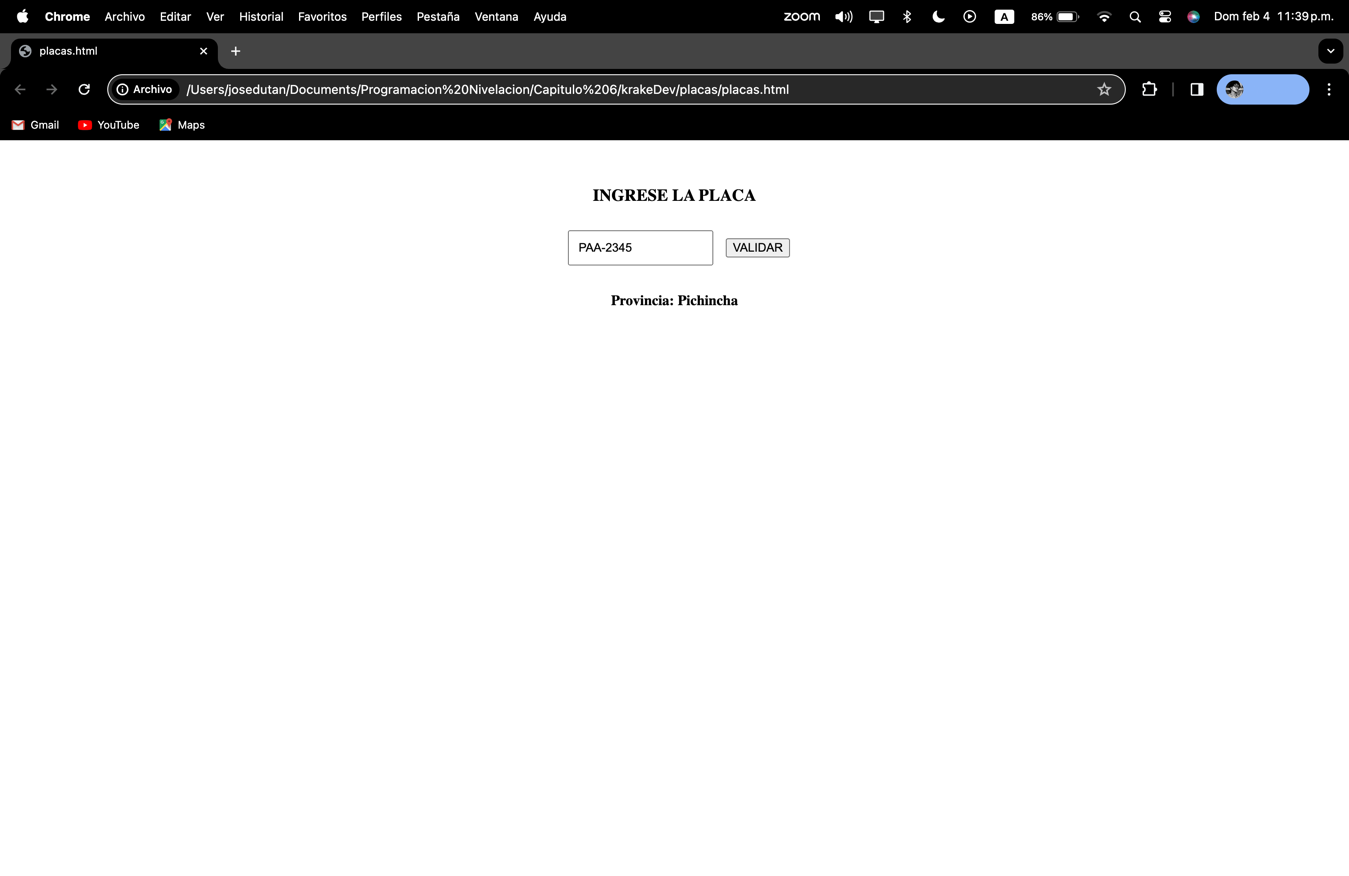 Chrome Archivo Editar Ver Historial Favoritos Perfiles Pestaña Ventana Ayuda zoom A 86% Dom feb 4 11:39 p.m.
placas.html
Archivo /Users/josedutan/Documents/Programacion%20Nivelacion/Capitulo%206/krakeDev/placas/placas.html
Gmail YouTube Maps
INGRESE LA PLACA
PAA-2345 VALIDAR
Provincia: Pichincha